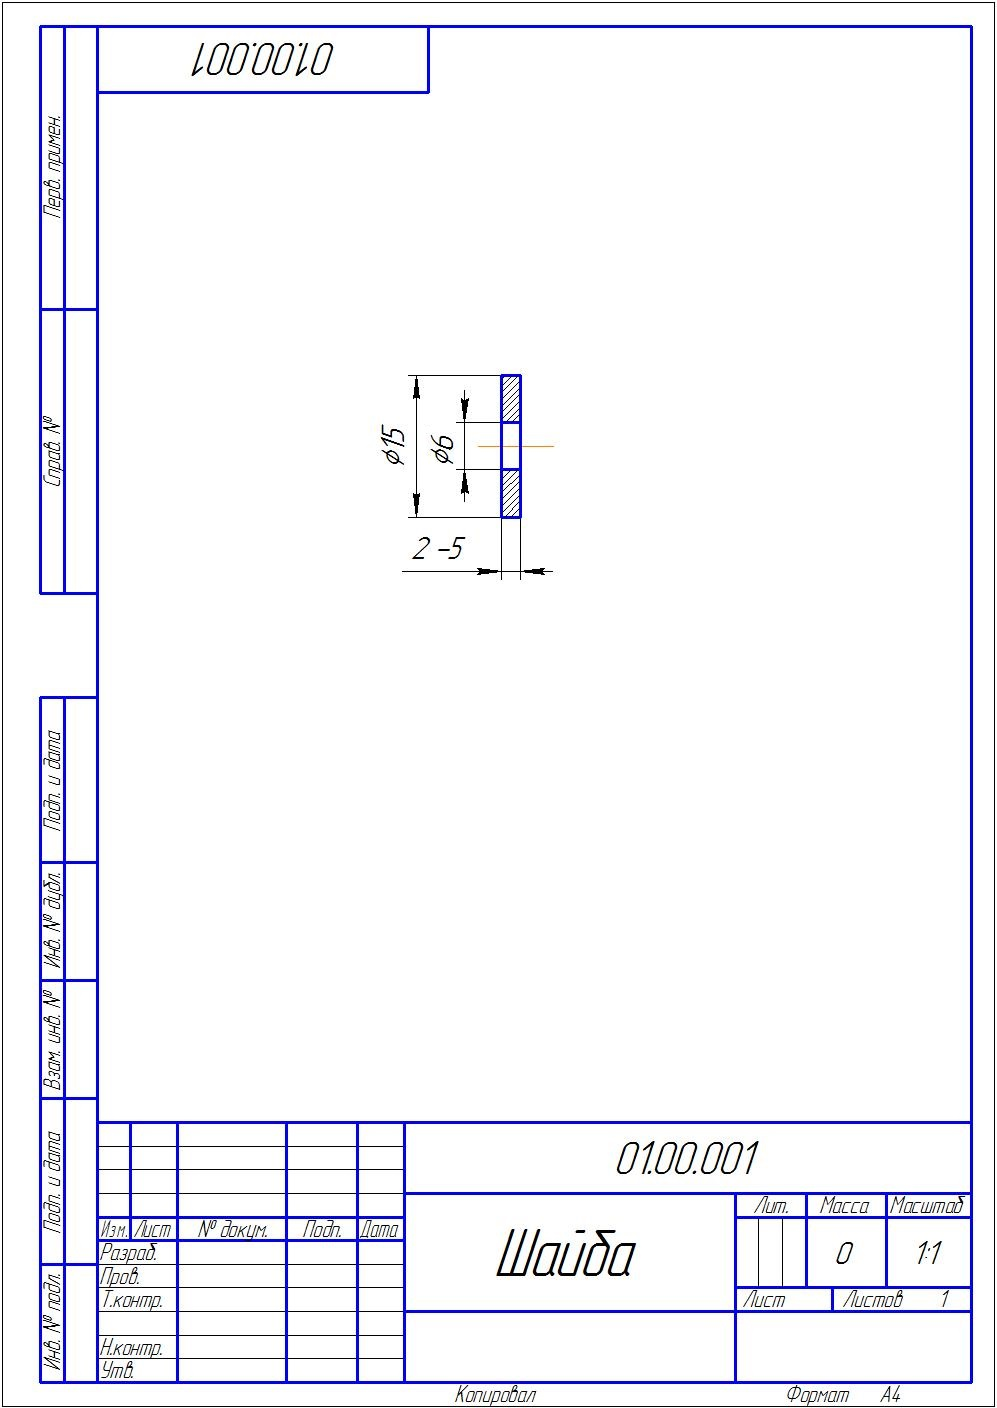 01.00.001
Перв. примен.
Справ. №
⌀15
⌀6
2 –5
Подп. и дата
Инв. № дубл.
Взам. инв. №
Подп. и дата
Инв. № подл.
01.00.001
Лит. Масса Масштаб
Изм. Лист № докум. Подп. Дата
Разраб.
Шайба
0 1:1
Пров.
Т.контр.
Лист Листов 1
Н.контр.
Утв.
Копировал Формат А4